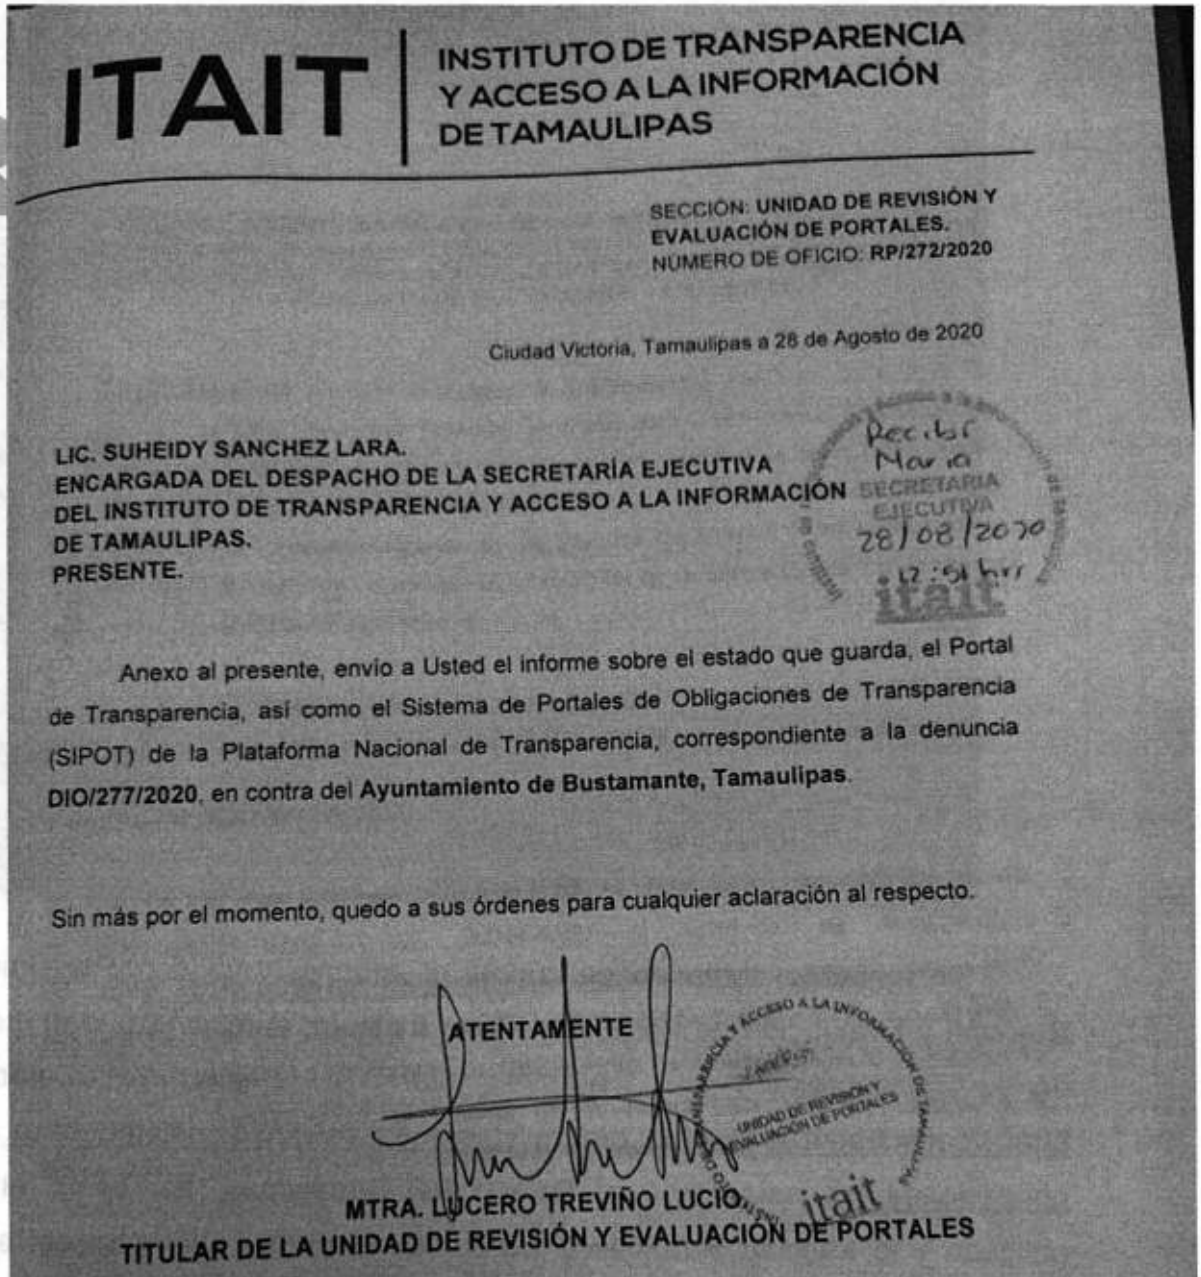 ITAIT
INSTITUTO DE TRANSPARENCIA
Y ACCESO A LA INFORMACIÓN
DE TAMAULIPAS
SECCIÓN: UNIDAD DE REVISIÓN Y
EVALUACIÓN DE PORTALES.
NÚMERO DE OFICIO: RP/272/2020
Ciudad Victoria, Tamaulipas a 28 de Agosto de 2020
Recibí
Maria
SECRETARIA
EJECUTIVA
28/08/2020
12:51 hrs
itait
LIC. SUHEIDY SANCHEZ LARA.
ENCARGADA DEL DESPACHO DE LA SECRETARÍA EJECUTIVA
DEL INSTITUTO DE TRANSPARENCIA Y ACCESO A LA INFORMACIÓN
DE TAMAULIPAS.
PRESENTE.
Anexo al presente, envío a Usted el informe sobre el estado que guarda, el Portal
de Transparencia, así como el Sistema de Portales de Obligaciones de Transparencia
(SIPOT) de la Plataforma Nacional de Transparencia, correspondiente a la denuncia
DIO/277/2020, en contra del Ayuntamiento de Bustamante, Tamaulipas.
Sin más por el momento, quedo a sus órdenes para cualquier aclaración al respecto.
ATENTAMENTE
ACCESO A LA INFORMACIÓN DE TAMAULIPAS
UNIDAD DE REVISIÓN Y
EVALUACIÓN DE PORTALES
itait
MTRA. LUCERO TREVIÑO LUCIO
TITULAR DE LA UNIDAD DE REVISIÓN Y EVALUACIÓN DE PORTALES